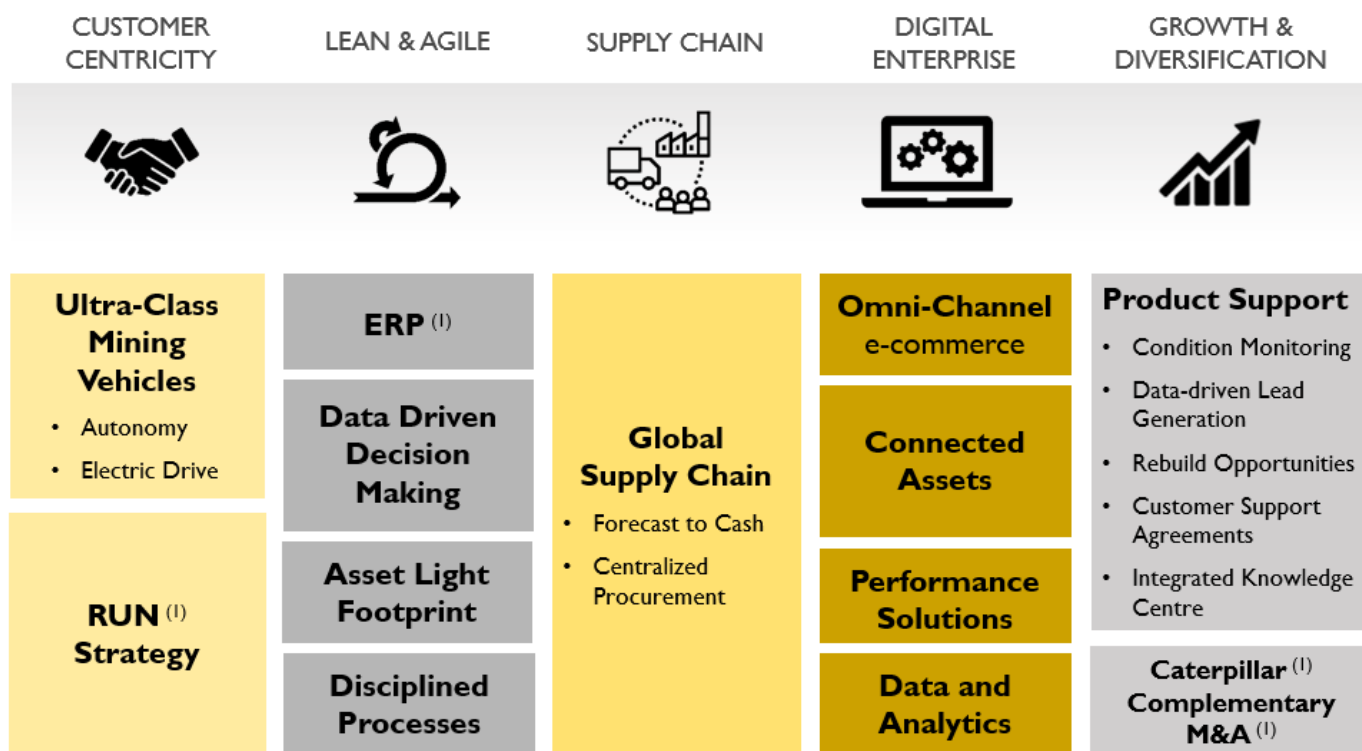 CUSTOMER
CENTRICITY
LEAN & AGILE
SUPPLY CHAIN
DIGITAL
ENTERPRISE
GROWTH &
DIVERSIFICATION
Ultra-Class
Mining
Vehicles
• Autonomy
• Electric Drive
RUN (1)
Strategy
ERP (1)
Data Driven
Decision
Making
Asset Light
Footprint
Disciplined
Processes
Global
Supply Chain
• Forecast to Cash
• Centralized
Procurement
Omni-Channel
e-commerce
Connected
Assets
Performance
Solutions
Data and
Analytics
Product Support
• Condition Monitoring
• Data-driven Lead
Generation
• Rebuild Opportunities
• Customer Support
Agreements
• Integrated Knowledge
Centre
Caterpillar (1)
Complementary
M&A (1)